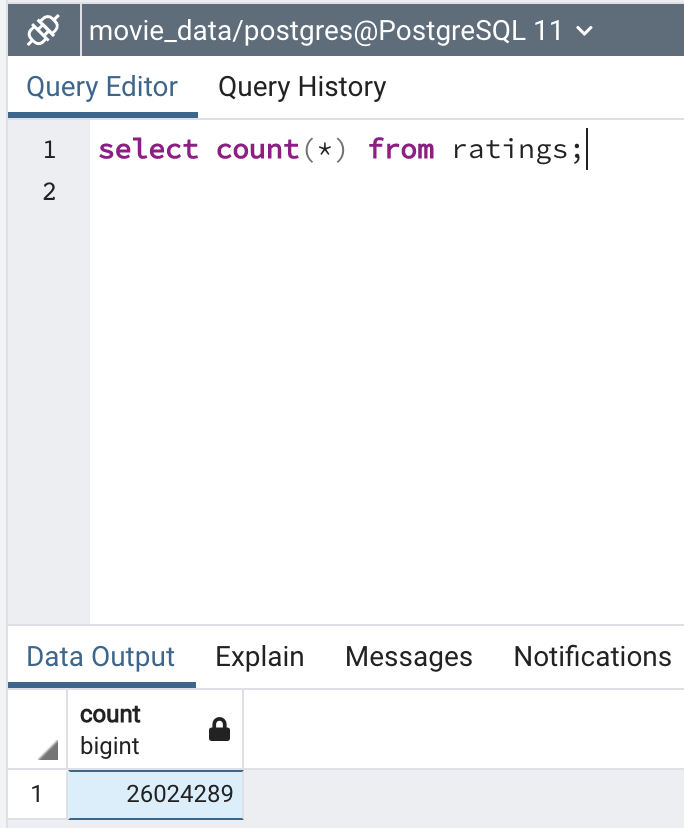 movie_data/postgres@PostgreSQL 11
Query Editor Query History
1 select count(*) from ratings;
2
Data Output Explain Messages Notifications
count
bigint
1 26024289